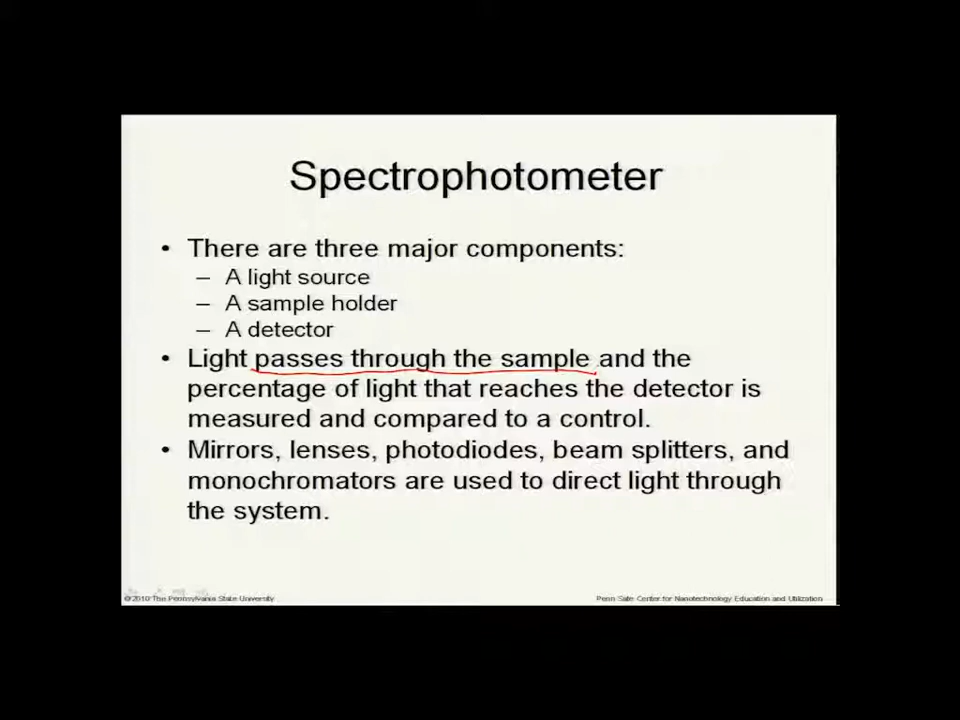 Spectrophotometer
• There are three major components:
– A light source
– A sample holder
– A detector
• Light passes through the sample and the
percentage of light that reaches the detector is
measured and compared to a control.
• Mirrors, lenses, photodiodes, beam splitters, and
monochromators are used to direct light through
the system.
©2010 The Pennsylvania State University
Penn Sate Center for Nanotechnology Education and Utilization